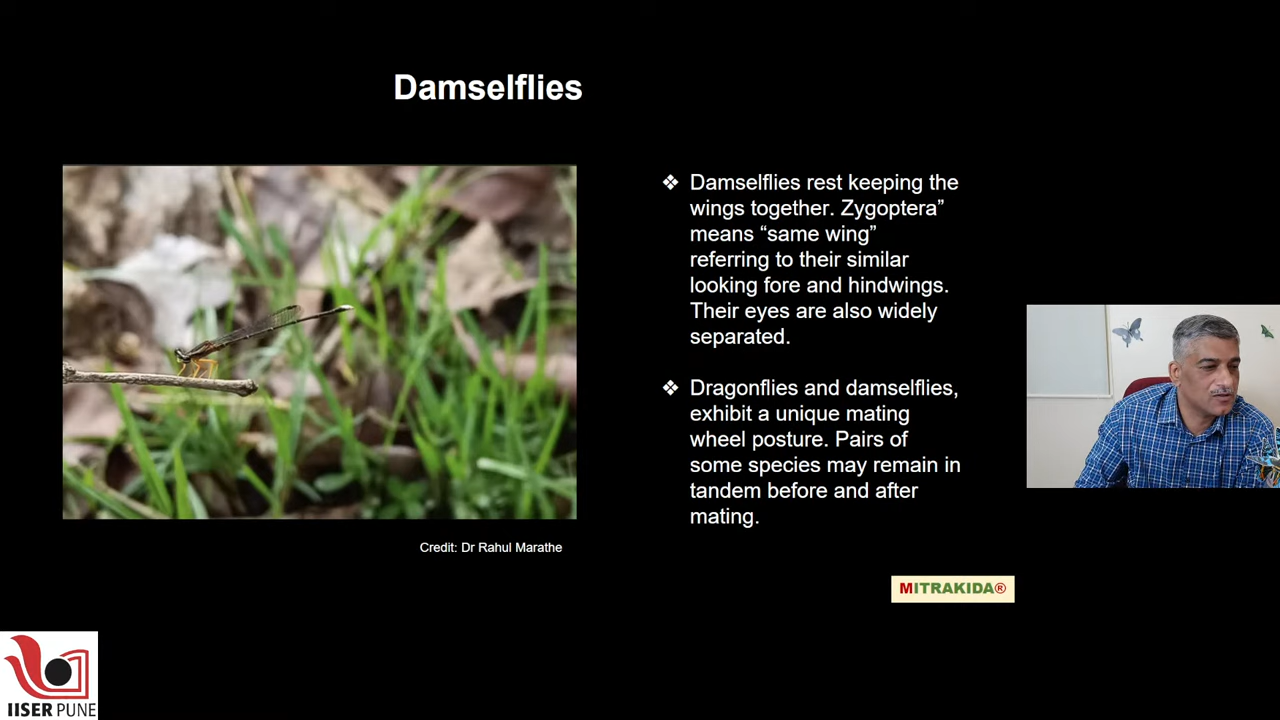 Damselflies
❖ Damselflies rest keeping the
wings together. Zygoptera”
means “same wing”
referring to their similar
looking fore and hindwings.
Their eyes are also widely
separated.
❖ Dragonflies and damselflies,
exhibit a unique mating
wheel posture. Pairs of
some species may remain in
tandem before and after
mating.
Credit: Dr Rahul Marathe
MITRAKIDA®
IISER PUNE